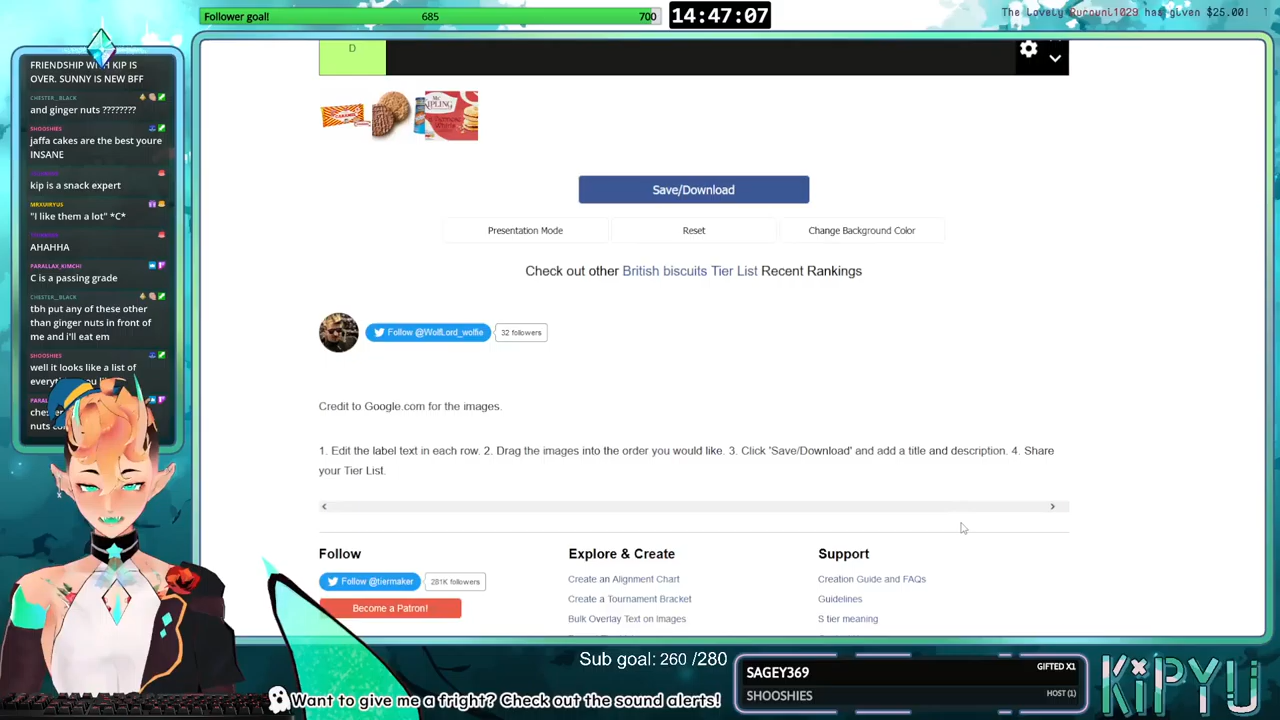 Follower goal!
685
700
14:47:07
The Lovely Rurouni1029 has given $25.00!
FRIENDSHIP WITH KIP IS
OVER. SUNNY IS NEW BFF
CHESTER__BLACK
and ginger nuts ????????
SHOOSHIES
jaffa cakes are the best youre
INSANE
kip is a snack expert
MRXUIRYUS
"I like them a lot" *C*
AHAHHA
PARALLAX_KIMCHI
C is a passing grade
CHESTER__BLACK
tbh put any of these other
than ginger nuts in front of
me and i'll eat em
SHOOSHIES
well it looks like a list of
D
KIPLING
Save/Download
Presentation Mode
Reset
Change Background Color
Check out other British biscuits Tier List Recent Rankings
Follow @WolfLord_wolfie
32 followers
Credit to Google.com for the images.
1. Edit the label text in each row. 2. Drag the images into the order you would like. 3. Click 'Save/Download' and add a title and description. 4. Share
your Tier List.
Follow
Follow @tiermaker
281K followers
Become a Patron!
Explore & Create
Create an Alignment Chart
Create a Tournament Bracket
Bulk Overlay Text on Images
Support
Creation Guide and FAQs
Guidelines
S tier meaning
Sub goal: 260 /280
SAGEY369
GIFTED X1
SHOOSHIES
HOST (1)
KiPYU
Want to give me a fright? Check out the sound alerts!